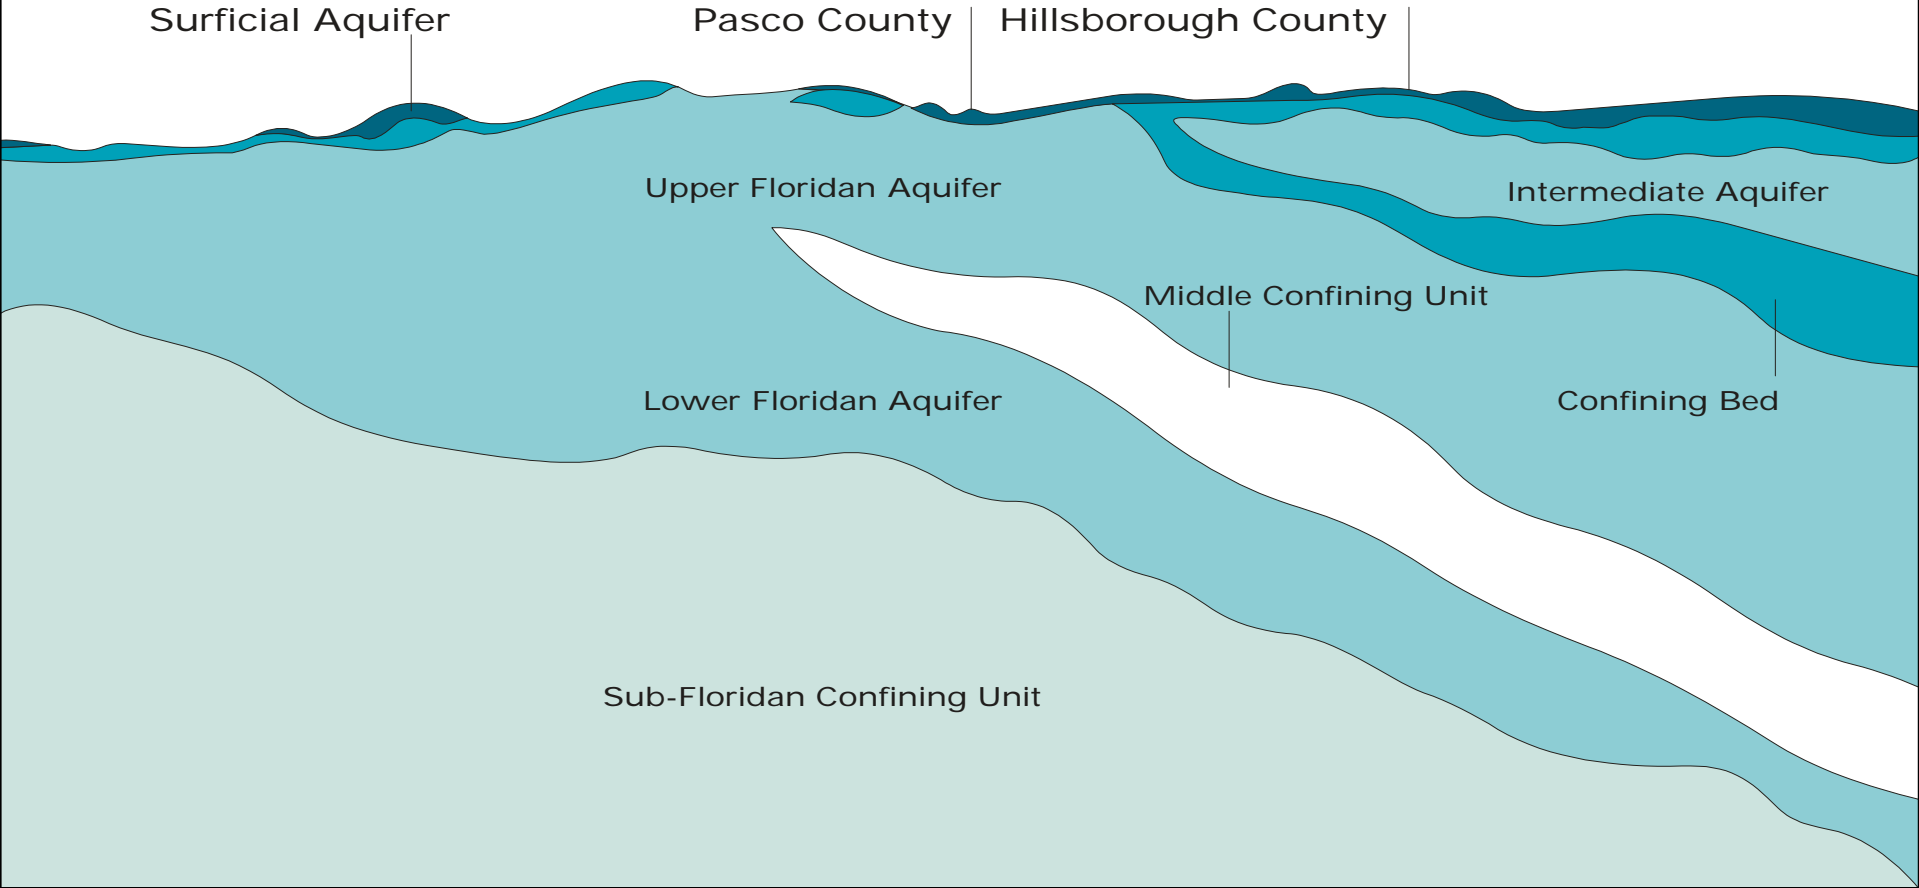 Surficial Aquifer
Pasco County
Hillsborough County
Upper Floridan Aquifer
Intermediate Aquifer
Middle Confining Unit
Lower Floridan Aquifer
Confining Bed
Sub-Floridan Confining Unit